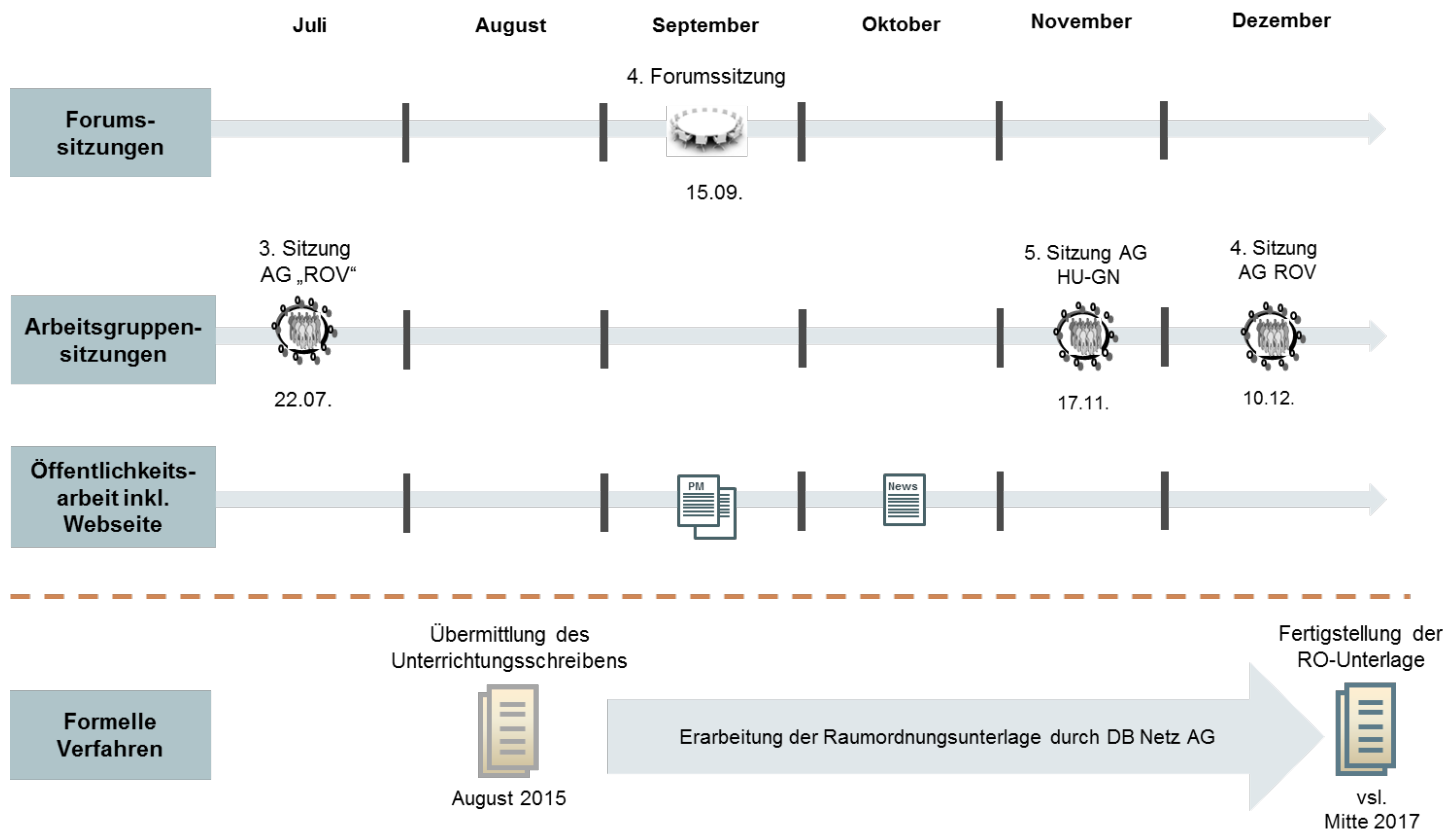 Juli
August
September
Oktober
November
Dezember
4. Forumssitzung
Forums-
sitzungen
15.09.
3. Sitzung
AG „ROV“
5. Sitzung AG
HU-GN
4. Sitzung
AG ROV
Arbeitsgruppen-
sitzungen
22.07.
17.11.
10.12.
Öffentlichkeits-
arbeit inkl.
Webseite
PM
News
Übermittlung des
Unterrichtungsschreibens
Fertigstellung der
RO-Unterlage
Formelle
Verfahren
Erarbeitung der Raumordnungsunterlage durch DB Netz AG
August 2015
vsl.
Mitte 2017